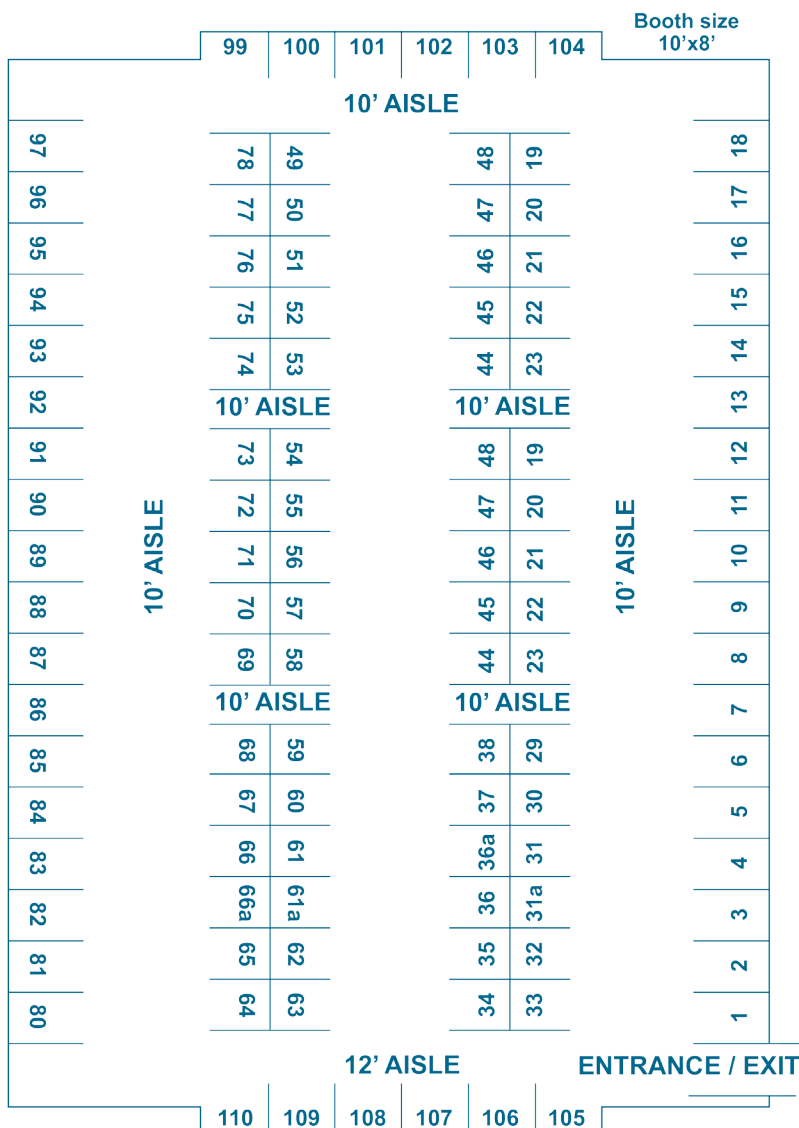 Booth size
10'x8'
99 100 101 102 103 104
10' AISLE
97 78 49 48 19 18
96 77 50 47 20 17
95 76 51 46 21 16
94 75 52 45 22 15
93 74 53 44 23 14
92 10' AISLE 10' AISLE 13
91 73 54 48 19 12
90 72 55 47 20 11
10' AISLE 10' AISLE
89 71 56 46 21 10
88 70 57 45 22 9
87 69 58 44 23 8
86 10' AISLE 10' AISLE 7
85 68 59 38 29 6
84 67 60 37 30 5
83 66 61 36a 31 4
82 66a 61a 36 31a 3
81 65 62 35 32 2
80 64 63 34 33 1
12' AISLE ENTRANCE / EXIT
110 109 108 107 106 105